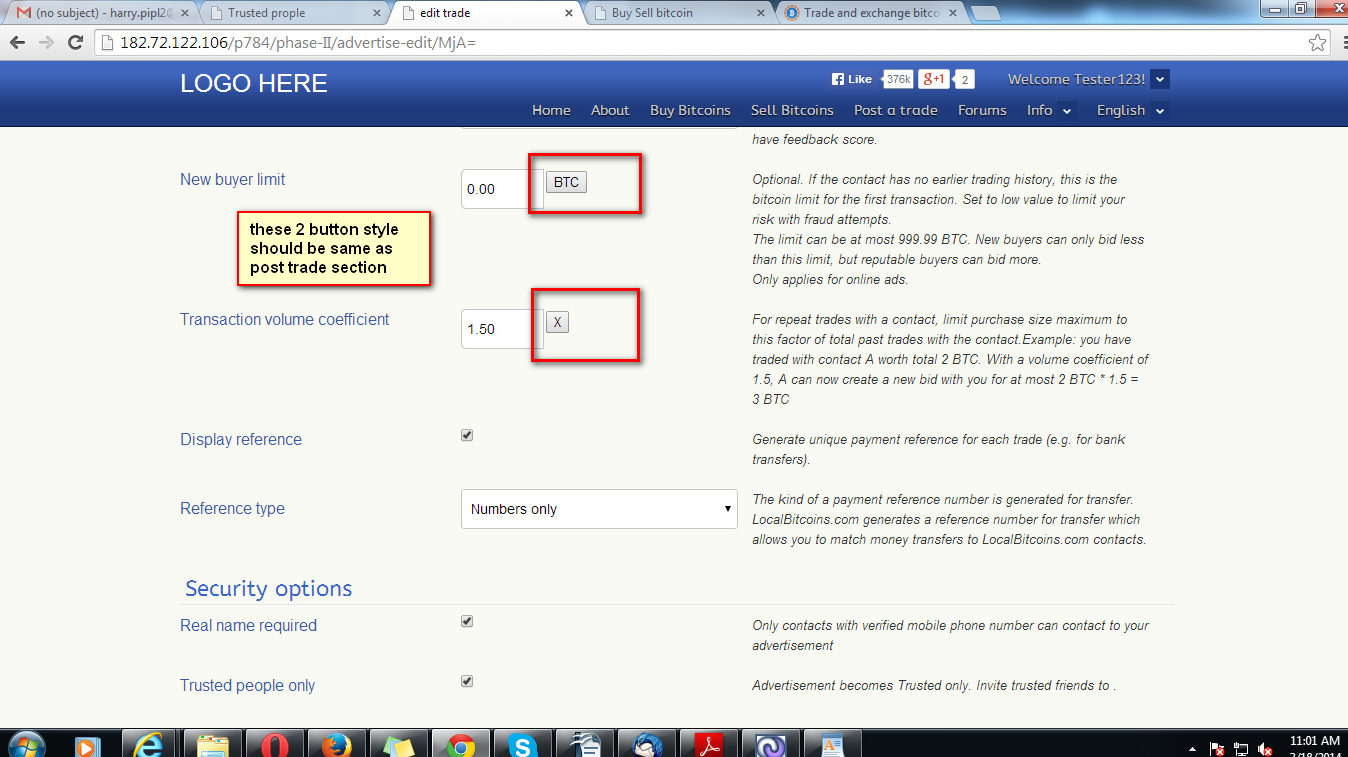 (no subject) - harry.pipl2@
Trusted prople
edit trade
Buy Sell bitcoin
Trade and exchange bitco
182.72.122.106/p784/phase-II/advertise-edit/MjA=
LOGO HERE
Like 376k g+1 2 Welcome Tester123!
Home About Buy Bitcoins Sell Bitcoins Post a trade Forums Info English
have feedback score.
New buyer limit
0.00 BTC
Optional. If the contact has no earlier trading history, this is the
bitcoin limit for the first transaction. Set to low value to limit your
risk with fraud attempts.
The limit can be at most 999.99 BTC. New buyers can only bid less
than this limit, but reputable buyers can bid more.
Only applies for online ads.
these 2 button style
should be same as
post trade section
Transaction volume coefficient
1.50 X
For repeat trades with a contact, limit purchase size maximum to
this factor of total past trades with the contact.Example: you have
traded with contact A worth total 2 BTC. With a volume coefficient of
1.5, A can now create a new bid with you for at most 2 BTC * 1.5 =
3 BTC
Display reference
Generate unique payment reference for each trade (e.g. for bank
transfers).
Reference type
Numbers only
The kind of a payment reference number is generated for transfer.
LocalBitcoins.com generates a reference number for transfer which
allows you to match money transfers to LocalBitcoins.com contacts.
Security options
Real name required
Only contacts with verified mobile phone number can contact to your
advertisement
Trusted people only
Advertisement becomes Trusted only. Invite trusted friends to .
11:01 AM
3/18/2014